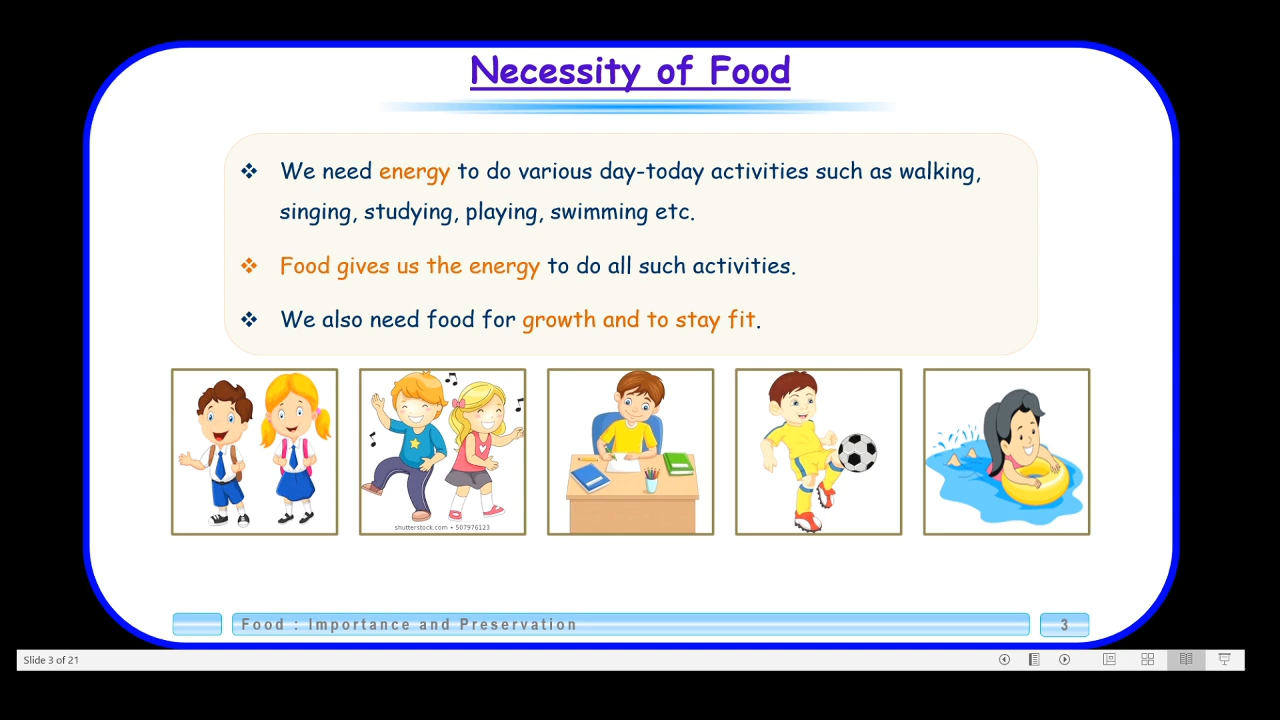 Necessity of Food
❖ We need energy to do various day-today activities such as walking,
singing, studying, playing, swimming etc.
❖ Food gives us the energy to do all such activities.
❖ We also need food for growth and to stay fit.
shutterstock.com • 507976123
Food : Importance and Preservation
3
Slide 3 of 21